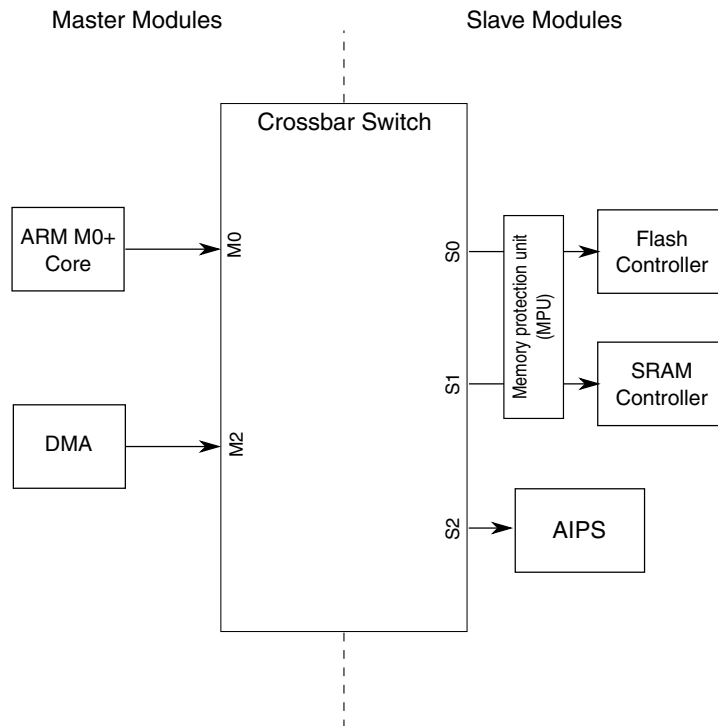 Master Modules
Slave Modules
Crossbar Switch
ARM M0+
Core
M0
S0
Memory protection unit
(MPU)
Flash
Controller
S1
SRAM
Controller
DMA
M2
S2
AIPS